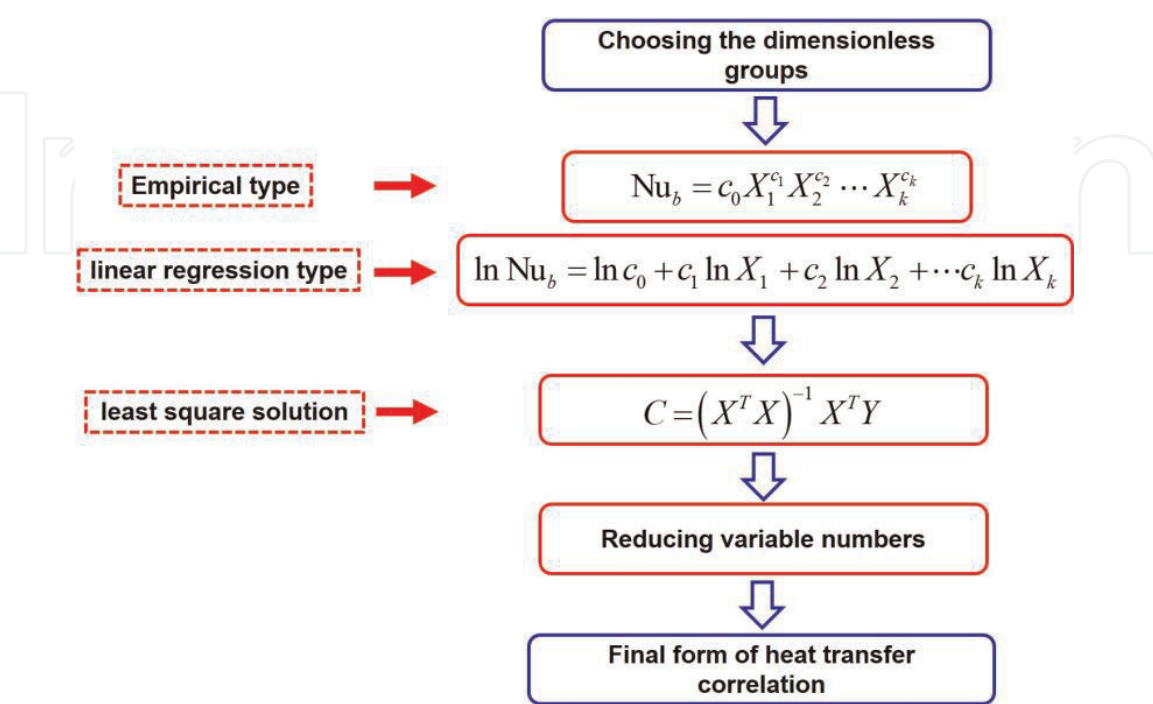 Choosing the dimensionless
groups
Empirical type
Nu_b = c_0 X_1^{c_1} X_2^{c_2} ⋯ X_k^{c_k}
linear regression type
ln Nu_b = ln c_0 + c_1 ln X_1 + c_2 ln X_2 + ⋯c_k ln X_k
least square solution
C = (X^T X)^{-1} X^T Y
Reducing variable numbers
Final form of heat transfer
correlation